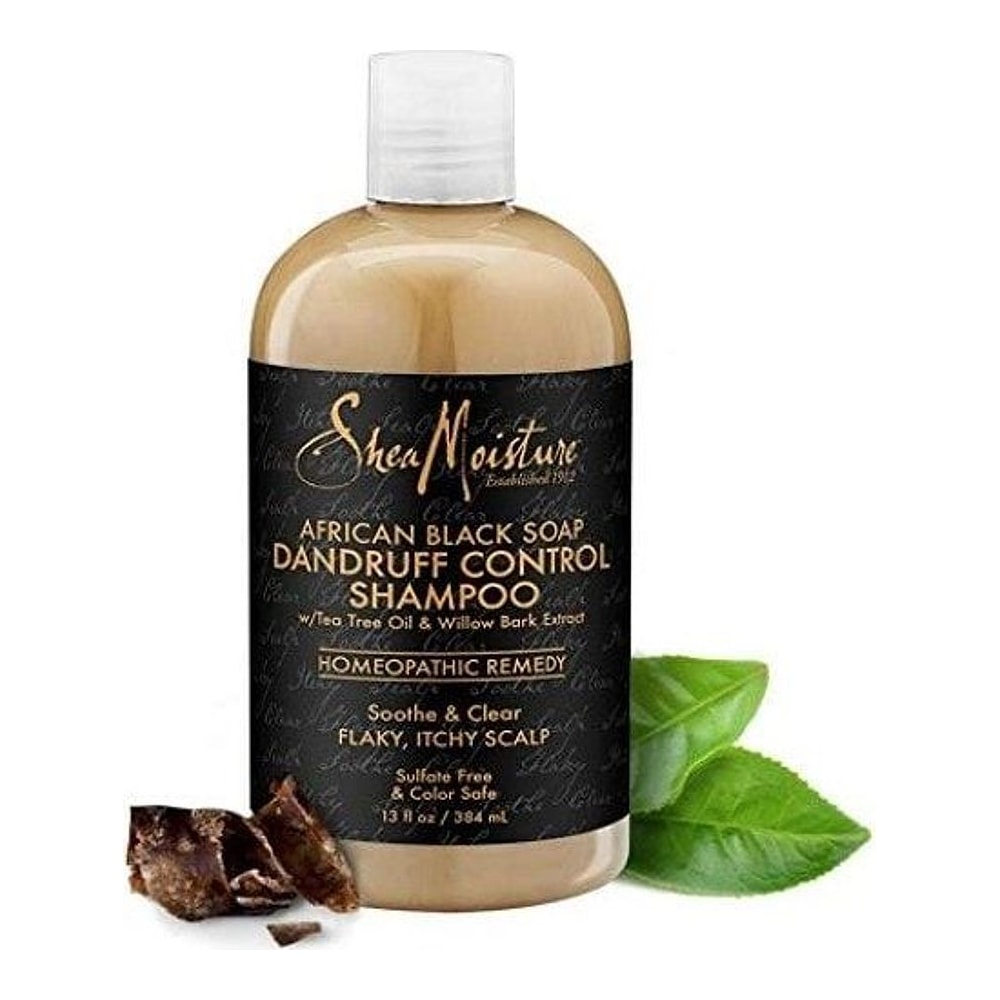 SheaMoisture
Established 1912
AFRICAN BLACK SOAP
DANDRUFF CONTROL
SHAMPOO
w/Tea Tree Oil & Willow Bark Extract
HOMEOPATHIC REMEDY
Soothe & Clear
FLAKY, ITCHY SCALP
Sulfate Free
& Color Safe
13 fl oz / 384 mL